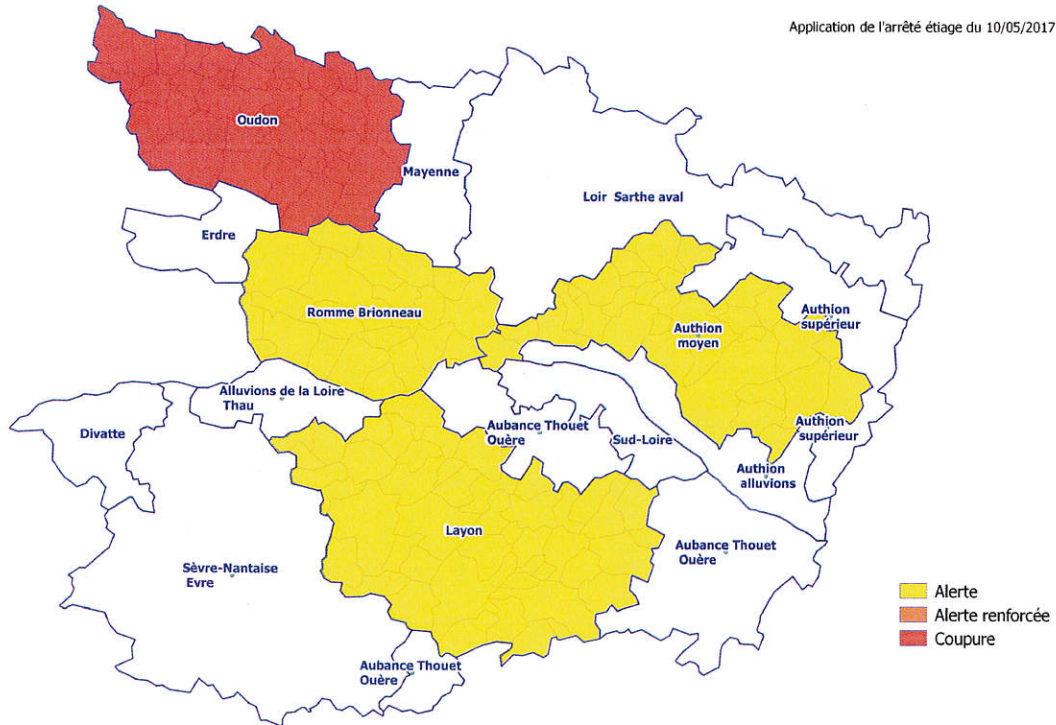 Application de l'arrêté étiage du 10/05/2017
Oudon
Mayenne
Loir Sarthe aval
Erdre
Romme Brionneau
Authion
supérieur
Authion
moyen
Alluvions de la Loire
Thau
Divatte
Aubance Thouet
Ouère
Sud-Loire
Authion
supérieur
Authion
alluvions
Layon
Aubance Thouet
Ouère
Sèvre-Nantaise
Evre
Aubance Thouet
Ouère
Alerte
Alerte renforcée
Coupure